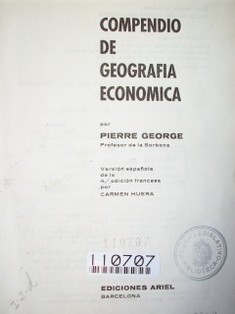 COMPENDIO
DE
GEOGRAFIA
ECONOMICA
por
PIERRE GEORGE
Profesor de la Sorbona
Versión española
de la
4.ª edición francesa
por
CARMEN HUERA
110707
110707
EDICIONES ARIEL
BARCELONA